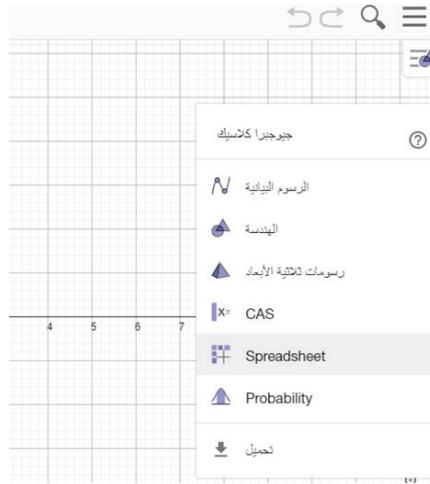 جيوجبرا كلاسيك
الرسوم البيانية
الهندسة
رسومات ثلاثية الأبعاد
x= CAS
Spreadsheet
Probability
تحميل
4 5 6 7